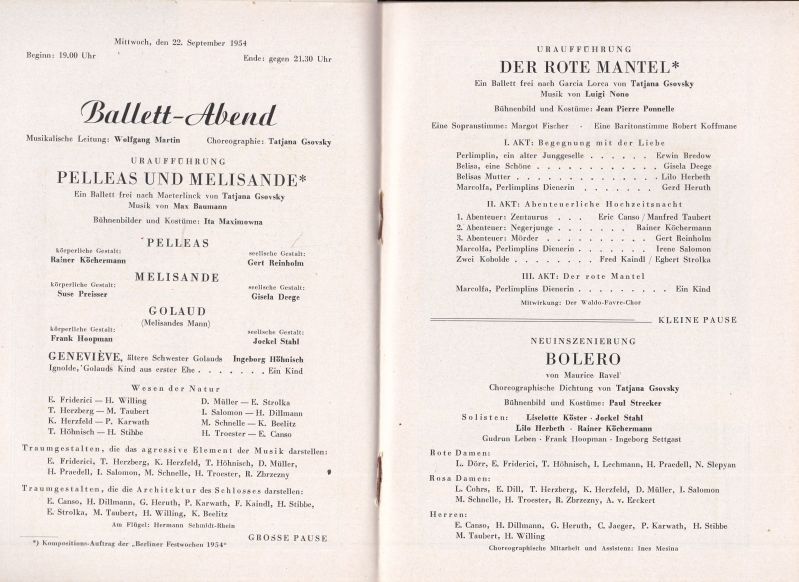 Mittwoch, den 22. September 1954
Beginn: 19.00 Uhr Ende: gegen 21.30 Uhr
Ballett-Abend
Musikalische Leitung: Wolfgang Martin Choreographie: Tatjana Gsovsky
URAUFFÜHRUNG
PELLEAS UND MELISANDE*
Ein Ballett frei nach Maeterlinck von Tatjana Gsovsky
Musik von Max Baumann
Bühnenbilder und Kostüme: Ita Maximowna
PELLEAS
körperliche Gestalt: seelische Gestalt:
Rainer Köchermann Gert Reinholm
MELISANDE
körperliche Gestalt: seelische Gestalt:
Suse Preisser Gisela Deege
GOLAUD
(Melisandes Mann)
körperliche Gestalt: seelische Gestalt:
Frank Hoopman Jockel Stahl
GENEVIÈVE, ältere Schwester Golauds Ingeborg Höhnisch
Ignolde, Golauds Kind aus erster Ehe . . . . . . . Ein Kind
Wesen der Natur
E. Friderici — H. Willing D. Müller — E. Strolka
T. Herzberg — M. Taubert I. Salomon — H. Dillmann
K. Herzfeld — P. Karwath M. Schnelle — K. Beelitz
T. Höhnisch — H. Stibbe H. Troester — E. Canso
Traumgestalten, die das agressive Element der Musik darstellen:
E. Friderici, T. Herzberg, K. Herzfeld, T. Höhnisch, D. Müller,
H. Praedell, I. Salomon, M. Schnelle, H. Troester, R. Zbrzezny
Traumgestalten, die die Architektur des Schlosses darstellen:
E. Canso, H. Dillmann, G. Heruth, P. Karwath, F. Kaindl, H. Stibbe,
E. Strolka, M. Taubert, H. Willing, K. Beelitz
Am Flügel: Hermann Schmidt-Rhein
GROSSE PAUSE
*) Kompositions-Auftrag der „Berliner Festwochen 1954“
URAUFFÜHRUNG
DER ROTE MANTEL*
Ein Ballett frei nach Garcia Lorca von Tatjana Gsovsky
Musik von Luigi Nono
Bühnenbild und Kostüme: Jean Pierre Ponnelle
Eine Sopranstimme: Margot Fischer · Eine Baritonstimme Robert Koffmane
I. AKT: Begegnung mit der Liebe
Perlimplin, ein alter Junggeselle . . . . . . Erwin Bredow
Belisa, eine Schöne . . . . . . . . . . . . Gisela Deege
Belisas Mutter . . . . . . . . . . . . . . Lilo Herbeth
Marcolfa, Perlimplins Dienerin . . . . . . . Gerd Heruth
II. AKT: Abenteuerliche Hochzeitsnacht
1. Abenteuer: Zentaurus . . . Eric Canso / Manfred Taubert
2. Abenteuer: Negerjunge . . . . . . Rainer Köchermann
3. Abenteuer: Mörder . . . . . . . . . Gert Reinholm
Marcolfa, Perlimplins Dienerin . . . . . . Irene Salomon
Zwei Kobolde . . . . . . . Fred Kaindl / Egbert Strolka
III. AKT: Der rote Mantel
Marcolfa, Perlimplins Dienerin . . . . . . . . . Ein Kind
Mitwirkung: Der Waldo-Favre-Chor
KLEINE PAUSE
NEUINSZENIERUNG
BOLERO
von Maurice Ravel
Choreographische Dichtung von Tatjana Gsovsky
Bühnenbild und Kostüme: Paul Strecker
Solisten: Liselotte Köster · Jockel Stahl
Lilo Herbeth · Rainer Köchermann
Gudrun Leben · Frank Hoopman · Ingeborg Settgast
Rote Damen:
L. Dörr, E. Friderici, T. Höhnisch, I. Lechmann, H. Praedell, N. Slepyan
Rosa Damen:
L. Cohrs, E. Dill, T. Herzberg, K. Herzfeld, D. Müller, I. Salomon
M. Schnelle, H. Troester, R. Zbrzezny, A. v. Eeckert
Herren:
E. Canso, H. Dillmann, G. Heruth, C. Jaeger, P. Karwath, H. Stibbe
M. Taubert, H. Willing
Choreographische Mitarbeit und Assistenz: Ines Mesina